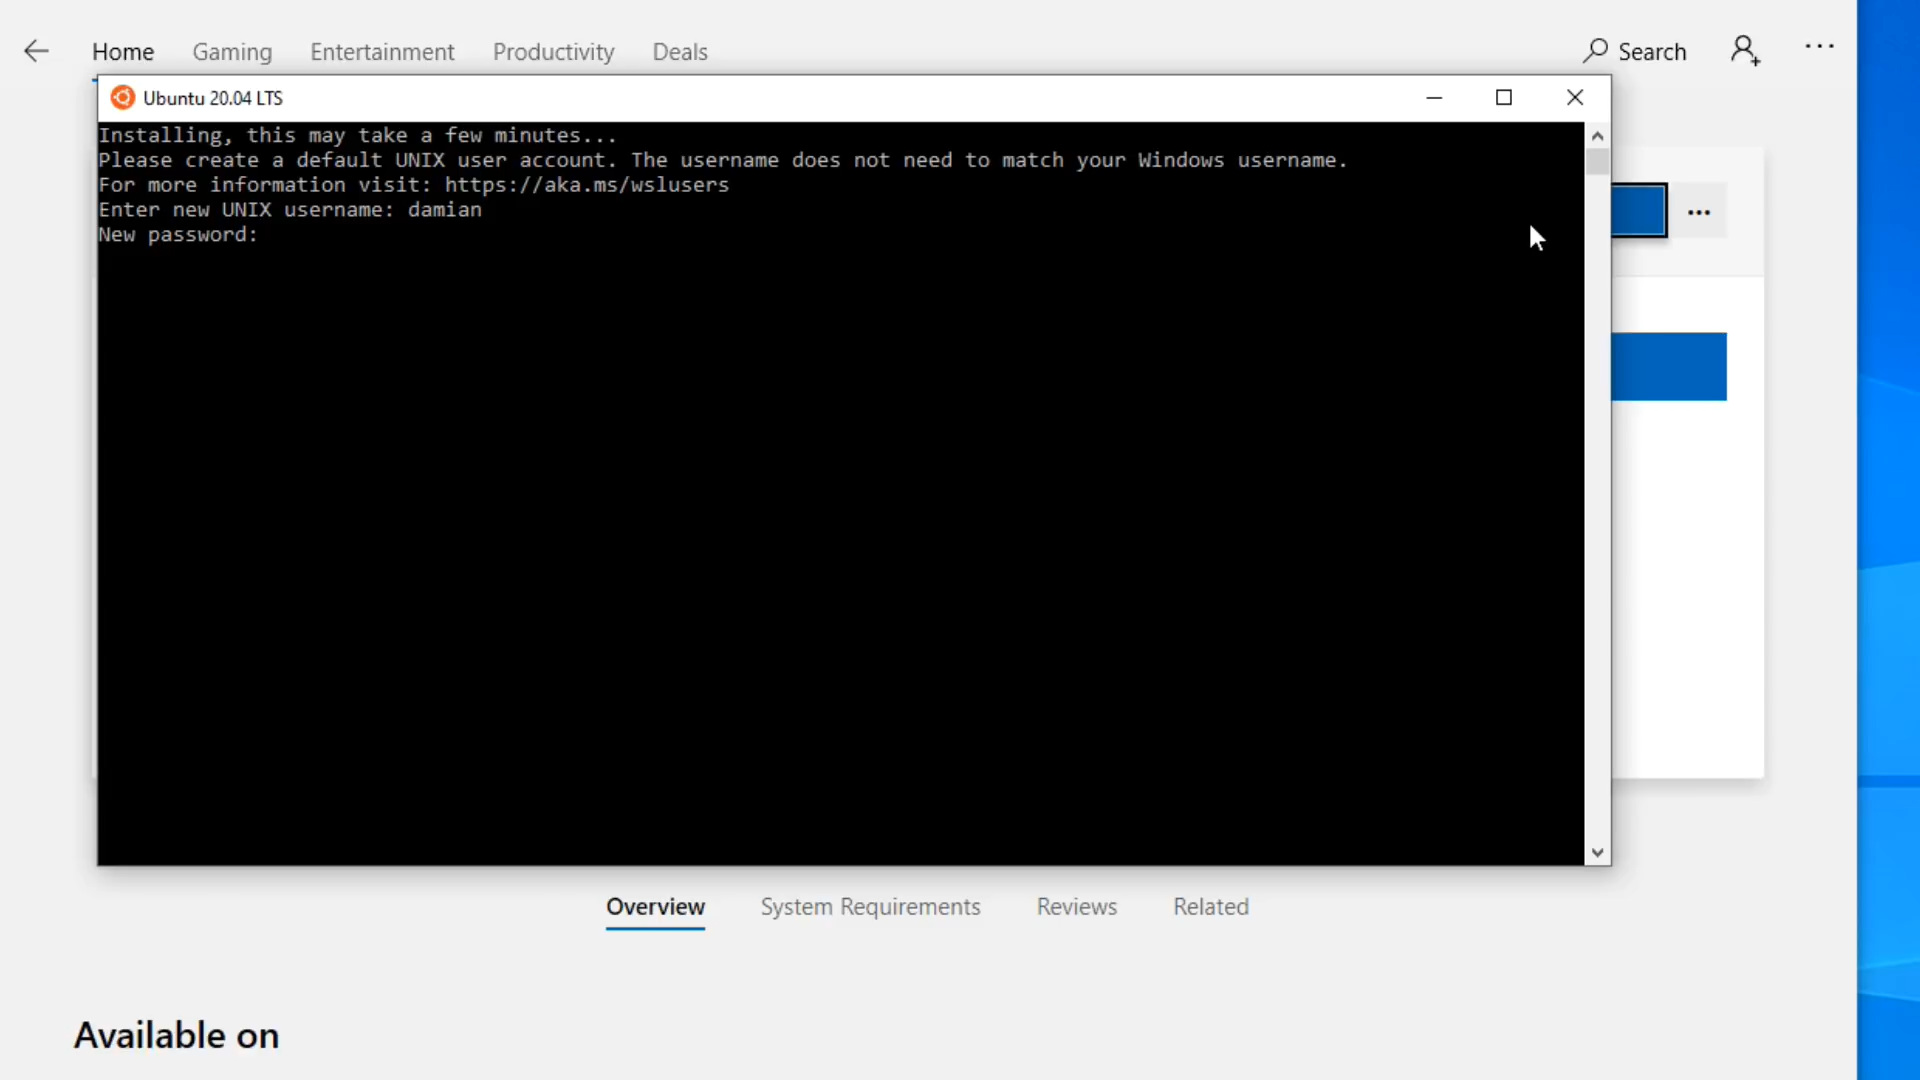 Home Gaming Entertainment Productivity Deals Search
Ubuntu 20.04 LTS
Installing, this may take a few minutes...
Please create a default UNIX user account. The username does not need to match your Windows username.
For more information visit: https://aka.ms/wslusers
Enter new UNIX username: damian
New password:
Overview System Requirements Reviews Related
Available on